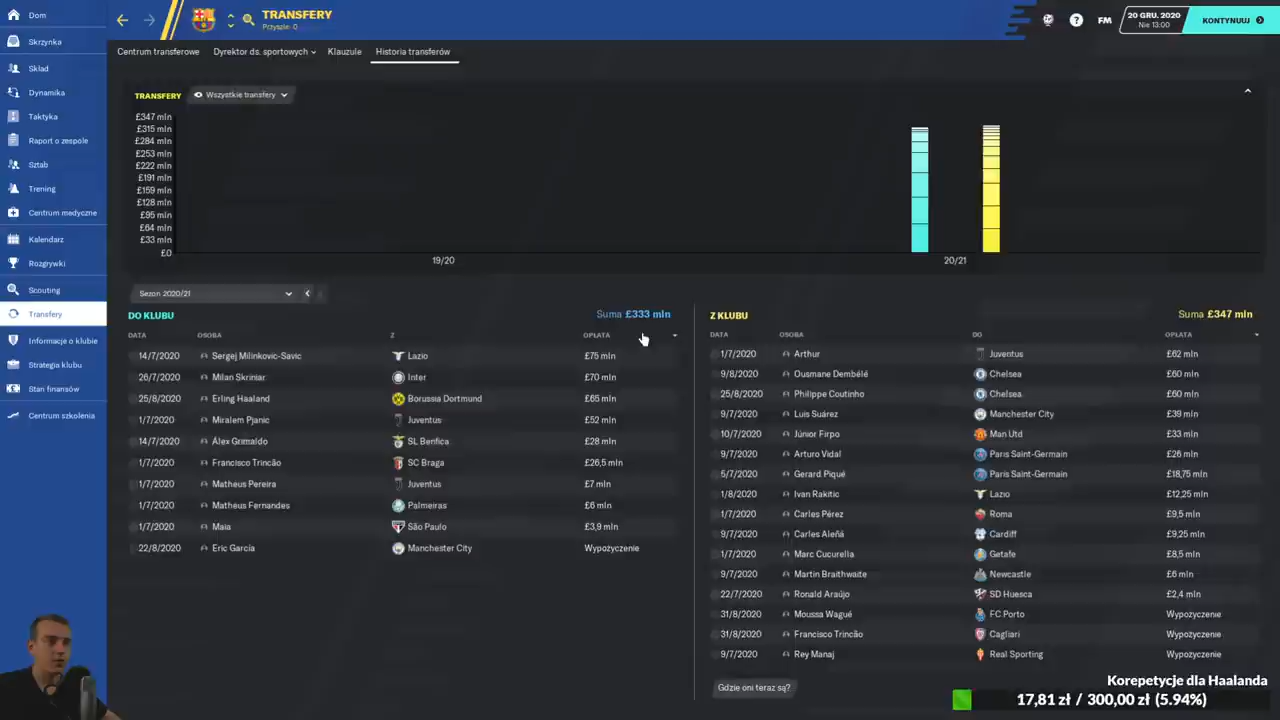 Dom
TRANSFERY
Przyszłe: 0
FM
20 GRU. 2020
Nie 13:00
KONTYNUUJ
Skrzynka
Skład
Dynamika
Taktyka
Raport o zespole
Sztab
Trening
Centrum medyczne
Kalendarz
Rozgrywki
Scouting
Transfery
Informacje o klubie
Strategia klubu
Stan finansów
Centrum szkolenia
Centrum transferowe
Dyrektor ds. sportowych
Klauzule
Historia transferów
TRANSFERY
Wszystkie transfery
£347 mln
£315 mln
£284 mln
£253 mln
£222 mln
£191 mln
£159 mln
£128 mln
£95 mln
£64 mln
£33 mln
£0
19/20
20/21
Sezon 2020/21
DO KLUBU
Suma £333 mln
DATA OSOBA Z OPŁATA
14/7/2020 Sergej Milinkovic-Savic Lazio £75 mln
26/7/2020 Milan Skriniar Inter £70 mln
25/8/2020 Erling Haaland Borussia Dortmund £65 mln
1/7/2020 Miralem Pjanic Juventus £52 mln
14/7/2020 Álex Grimaldo SL Benfica £28 mln
1/7/2020 Francisco Trincão SC Braga £26,5 mln
1/7/2020 Matheus Pereira Juventus £7 mln
1/7/2020 Matheus Fernandes Palmeiras £6 mln
1/7/2020 Maia São Paulo £3,9 mln
22/8/2020 Eric García Manchester City Wypożyczenie
Z KLUBU
Suma £347 mln
DATA OSOBA DO OPŁATA
1/7/2020 Arthur Juventus £62 mln
9/8/2020 Ousmane Dembélé Chelsea £60 mln
25/8/2020 Philippe Coutinho Chelsea £60 mln
9/7/2020 Luis Suárez Manchester City £39 mln
10/7/2020 Júnior Firpo Man Utd £33 mln
9/7/2020 Arturo Vidal Paris Saint-Germain £26 mln
5/7/2020 Gerard Piqué Paris Saint-Germain £18,75 mln
1/8/2020 Ivan Rakitic Lazio £12,25 mln
1/7/2020 Carles Pérez Roma £9,5 mln
9/7/2020 Carles Aleñá Cardiff £9,25 mln
1/7/2020 Marc Cucurella Getafe £8,5 mln
9/7/2020 Martin Braithwaite Newcastle £6 mln
22/7/2020 Ronald Araújo SD Huesca £2,4 mln
31/8/2020 Moussa Wagué FC Porto Wypożyczenie
31/8/2020 Francisco Trincão Cagliari Wypożyczenie
9/7/2020 Rey Manaj Real Sporting Wypożyczenie
Gdzie oni teraz są?
Korepetycje dla Haalanda
17,81 zł / 300,00 zł (5.94%)